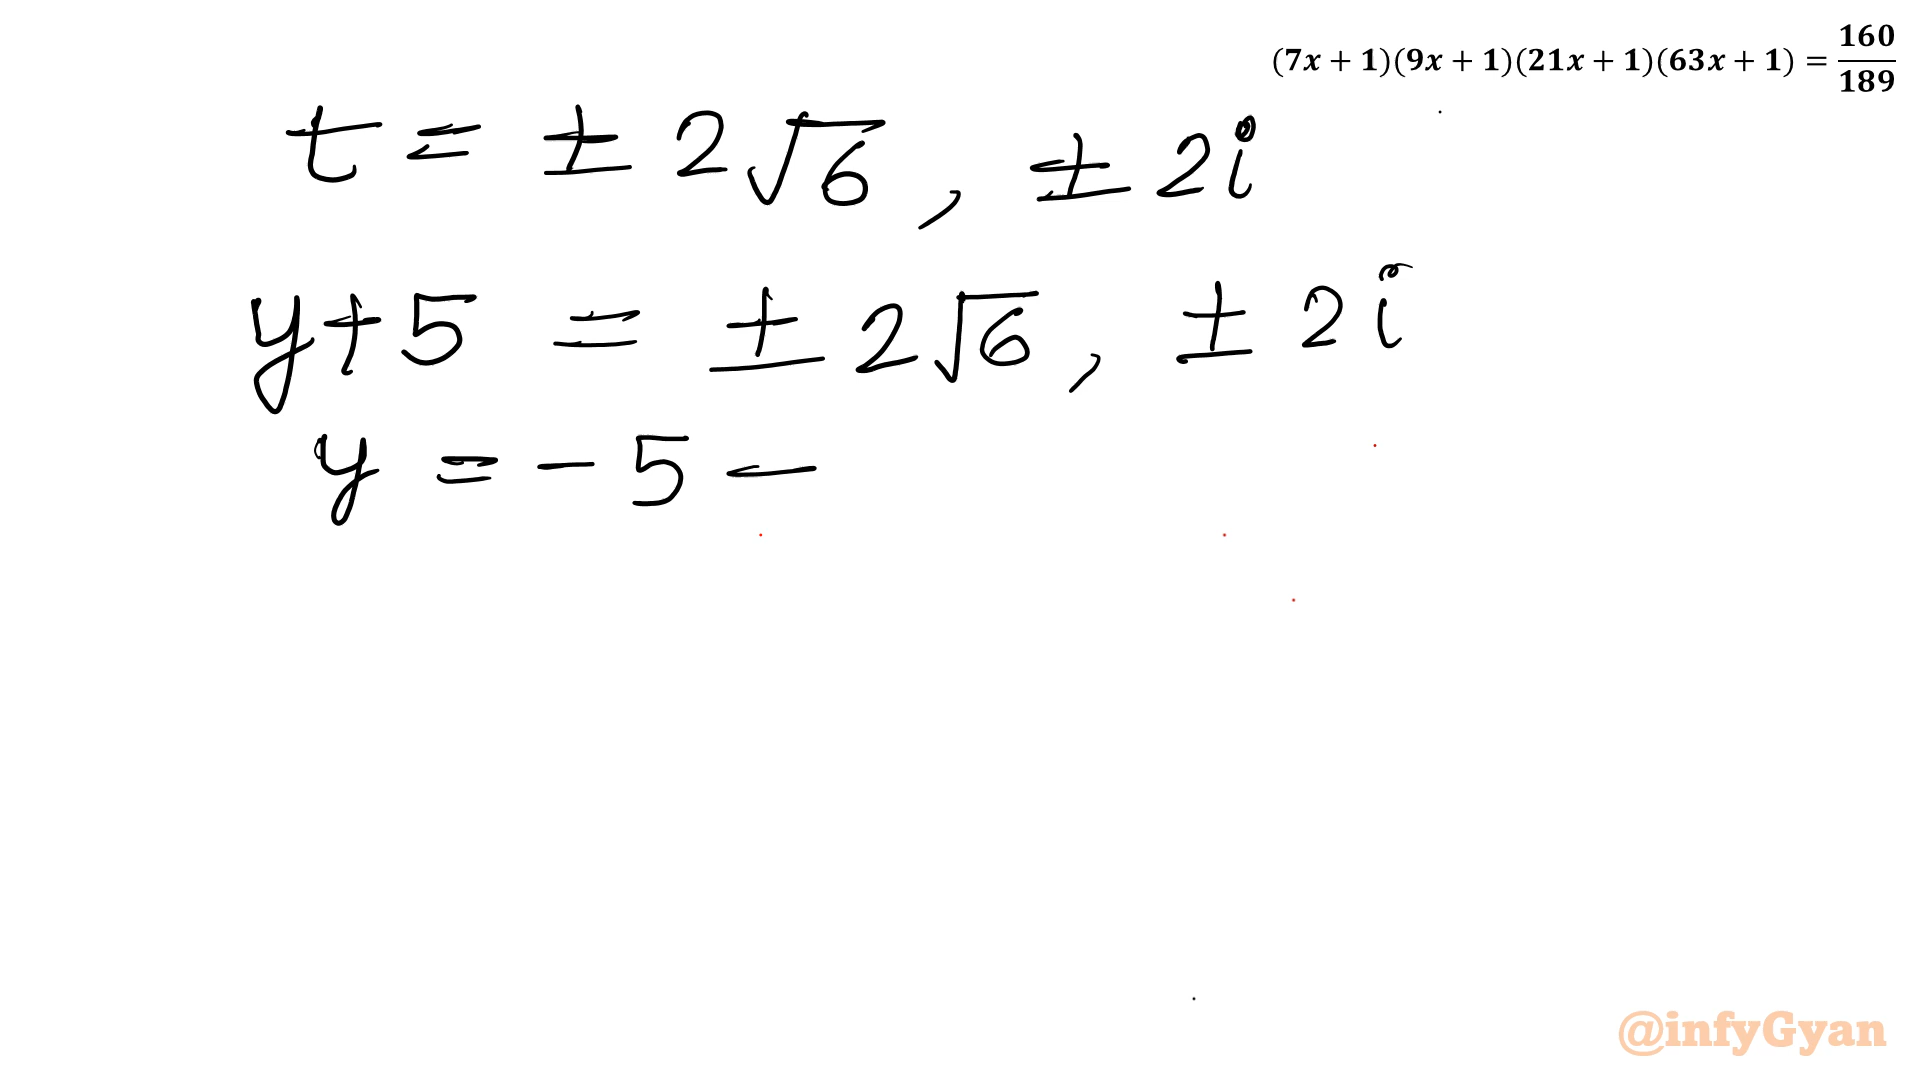 (7x + 1)(9x + 1)(21x + 1)(63x + 1) = 160/189
t = ± 2√6 , ± 2i
y + 5 = ± 2√6 , ± 2i
y = - 5 —
@infyGyan